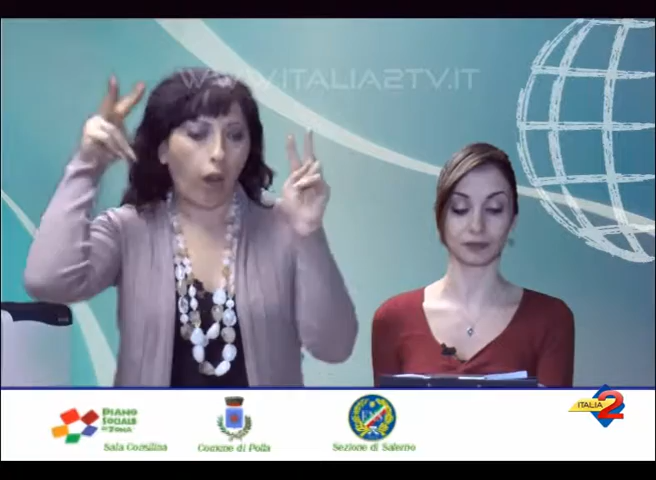 WWW.ITALIA2TV.IT
PIANO
SOCIALE
DI ZONA
Sala Consilina
Comune di Polla
Sezione di Salerno
ITALIA
2